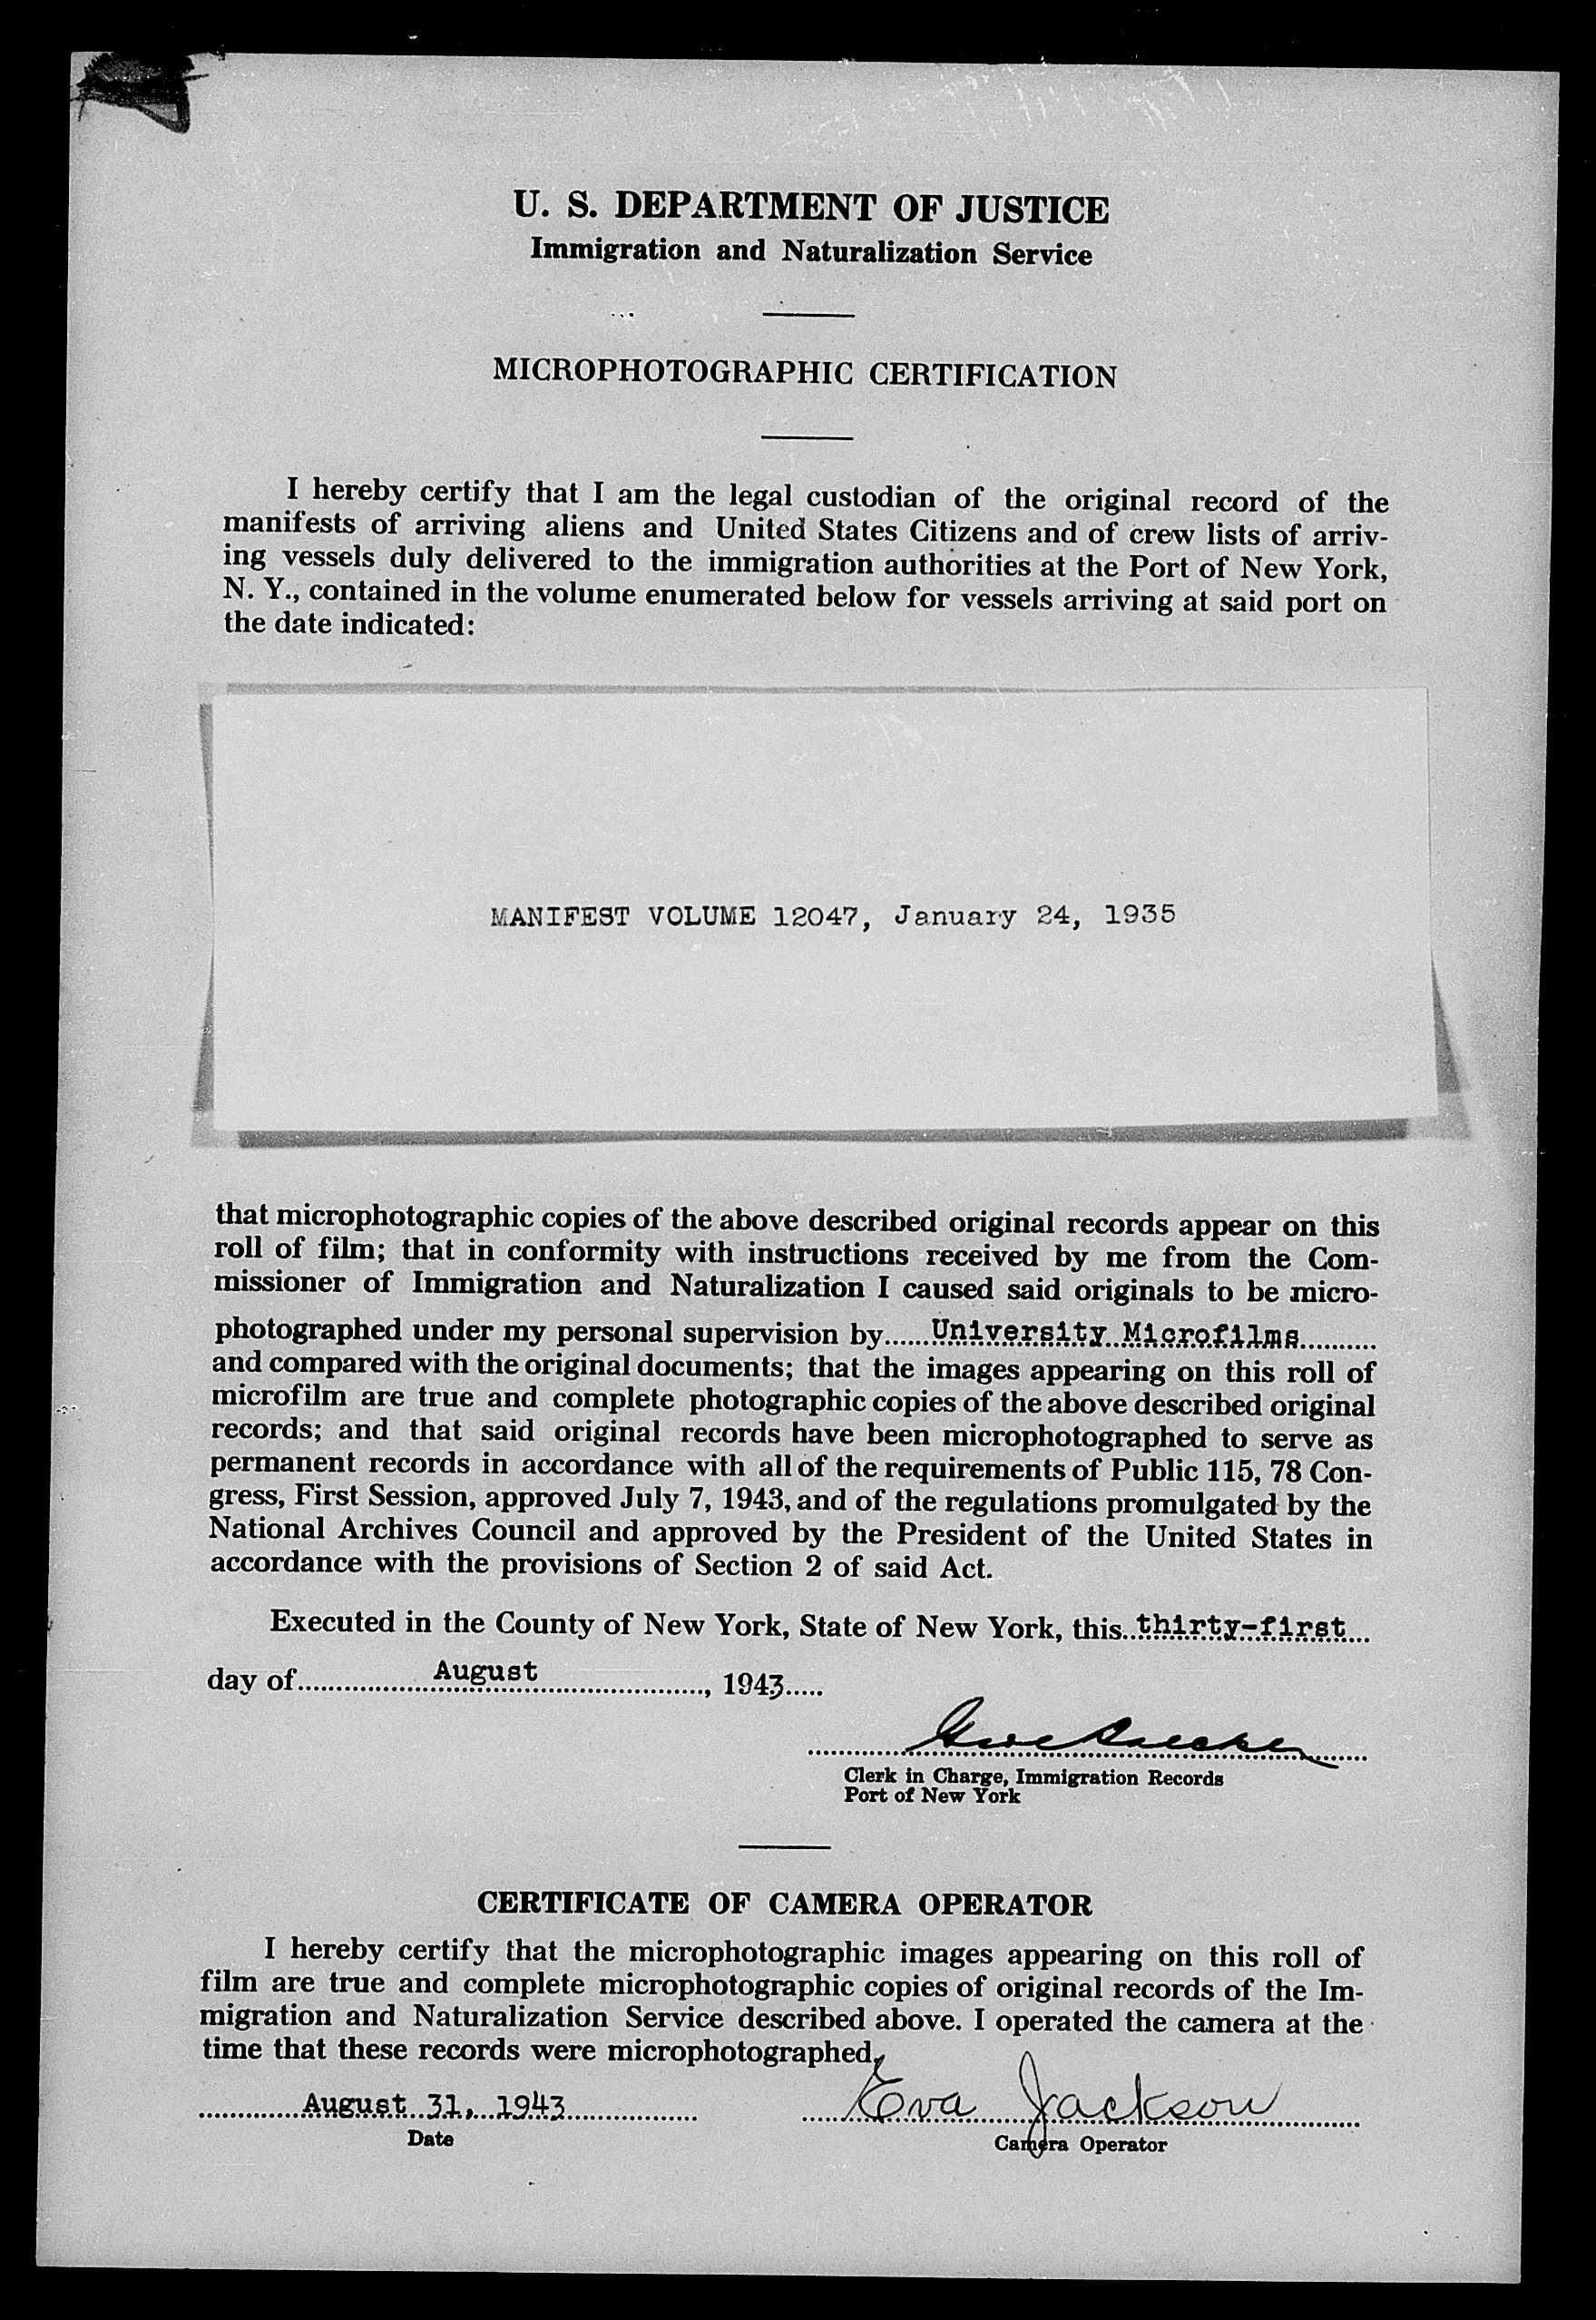 U. S. DEPARTMENT OF JUSTICE
Immigration and Naturalization Service
MICROPHOTOGRAPHIC CERTIFICATION
I hereby certify that I am the legal custodian of the original record of the
manifests of arriving aliens and United States Citizens and of crew lists of arriv-
ing vessels duly delivered to the immigration authorities at the Port of New York,
N. Y., contained in the volume enumerated below for vessels arriving at said port on
the date indicated:
MANIFEST VOLUME 12047, January 24, 1935
that microphotographic copies of the above described original records appear on this
roll of film; that in conformity with instructions received by me from the Com-
missioner of Immigration and Naturalization I caused said originals to be micro-
photographed under my personal supervision by......University Microfilms...........
and compared with the original documents; that the images appearing on this roll of
microfilm are true and complete photographic copies of the above described original
records; and that said original records have been microphotographed to serve as
permanent records in accordance with all of the requirements of Public 115, 78 Con-
gress, First Session, approved July 7, 1943, and of the regulations promulgated by the
National Archives Council and approved by the President of the United States in
accordance with the provisions of Section 2 of said Act.
Executed in the County of New York, State of New York, this..thirty-first...
day of..................August......................, 1943.....
Clerk in Charge, Immigration Records
Port of New York
CERTIFICATE OF CAMERA OPERATOR
I hereby certify that the microphotographic images appearing on this roll of
film are true and complete microphotographic copies of original records of the Im-
migration and Naturalization Service described above. I operated the camera at the
time that these records were microphotographed.
August 31, 1943 Eva Jackson
Date Camera Operator